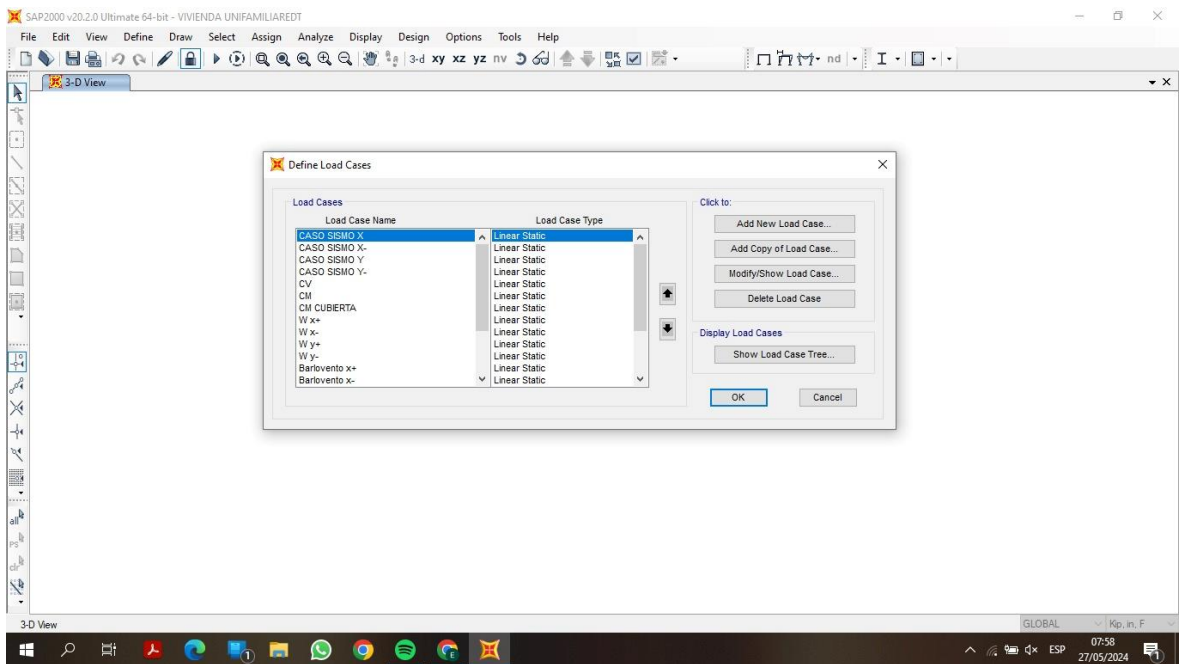 SAP2000 v20.2.0 Ultimate 64-bit - VIVIENDA UNIFAMILIAREDT
File Edit View Define Draw Select Assign Analyze Display Design Options Tools Help
3-d xy xz yz nv nd
3-D View
Define Load Cases
Load Cases
Load Case Name Load Case Type
CASO SISMO X Linear Static
CASO SISMO X- Linear Static
CASO SISMO Y Linear Static
CASO SISMO Y- Linear Static
CV Linear Static
CM Linear Static
CM CUBIERTA Linear Static
W x+ Linear Static
W x- Linear Static
W y+ Linear Static
W y- Linear Static
Barlovento x+ Linear Static
Barlovento x- Linear Static
Click to:
Add New Load Case...
Add Copy of Load Case...
Modify/Show Load Case...
Delete Load Case
Display Load Cases
Show Load Case Tree...
OK Cancel
all
PS
clr
3-D View GLOBAL Kip, in, F
ESP 07:58
27/05/2024